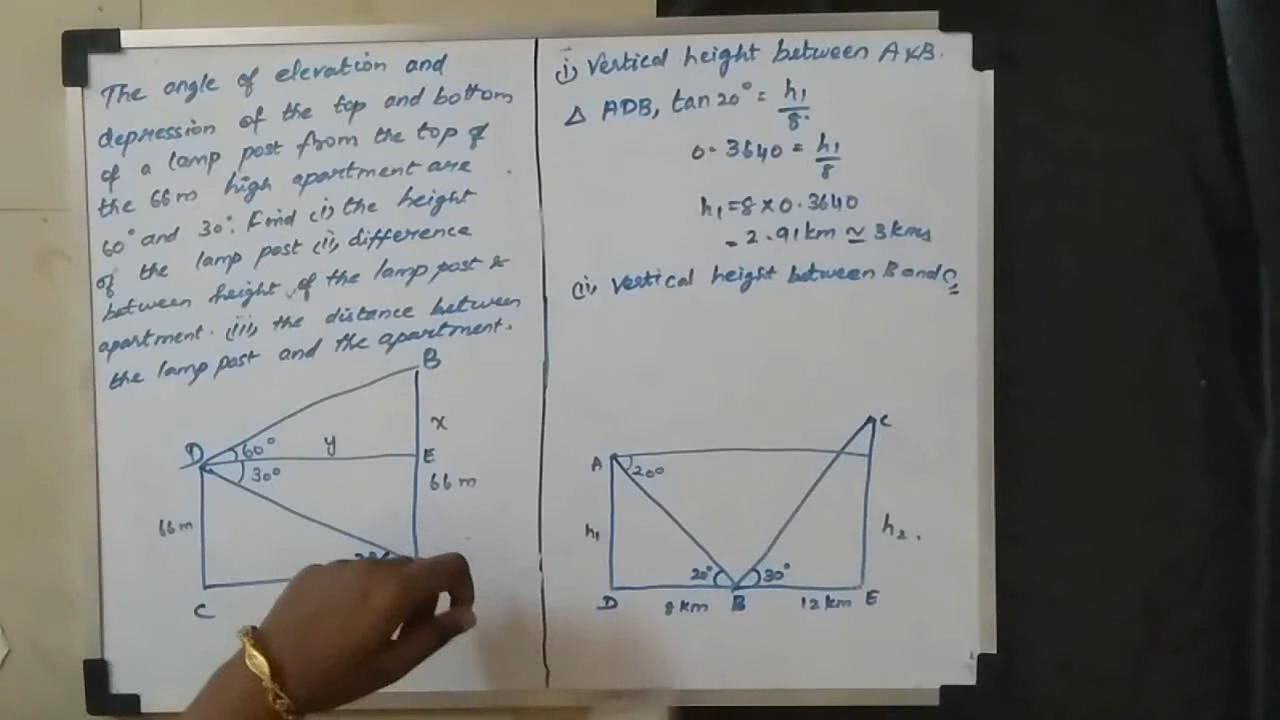 The angle of elevation and
depression of the top and bottom
of a lamp post from the top of
the 66m high apartment are
60° and 30°. Find (i) the height
of the lamp post (ii) difference
between height of the lamp post &
apartment. (iii) the distance between
the lamp post and the apartment.
B
x
D
60°
y
E
30°
66 m
66 m
C
(i) Vertical height between A & B.
Δ ADB, tan 20° = h₁/8
0.3640 = h₁/8
h₁ = 8 × 0.3640
= 2.91 km ≃ 3 kms
(ii) Vertical height between B and C
C
A
20°
h₁
h₂.
20°
30°
D
8 km
B
12 km
E